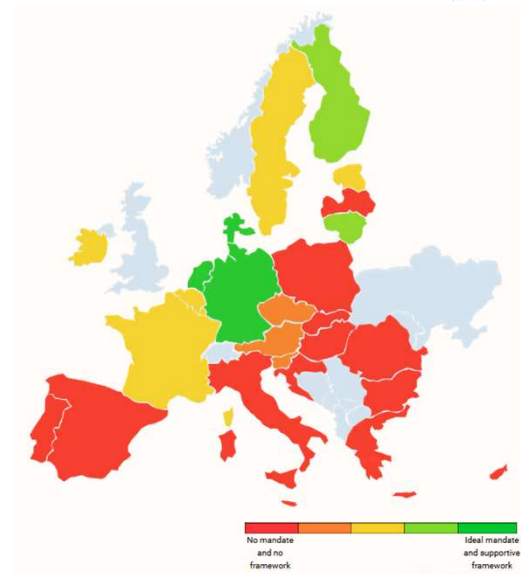 No mandate
and no
framework
Ideal mandate
and supportive
framework